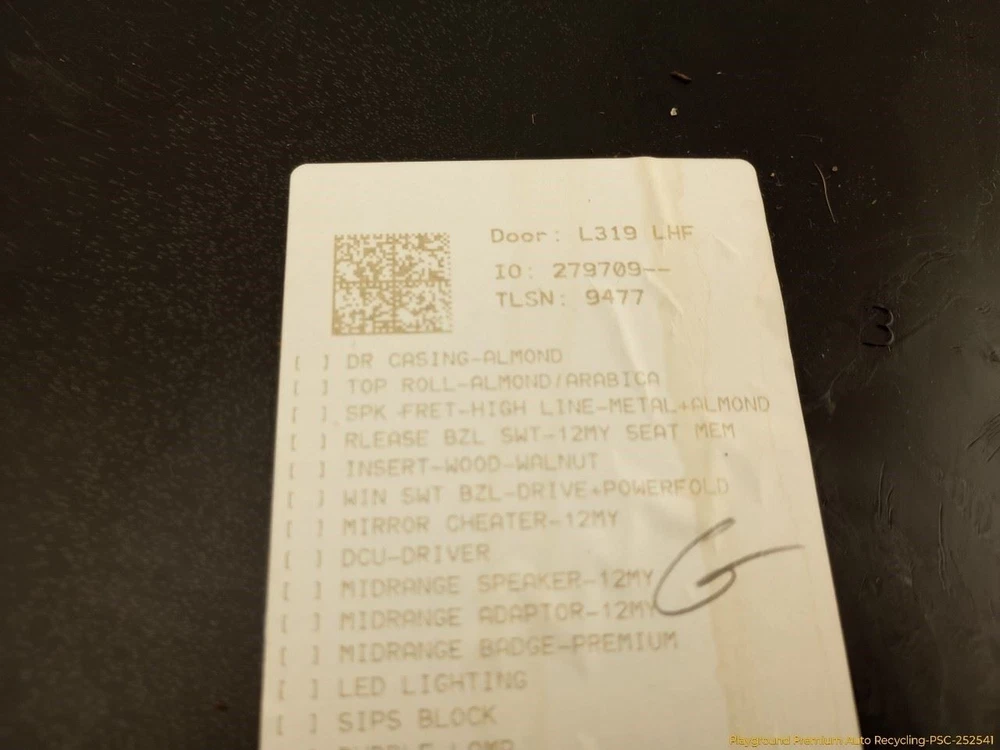 Door: L319 LHF
IO: 279709--
TLSN: 9477
[ ] DR CASING-ALMOND
[ ] TOP ROLL-ALMOND/ARABICA
[ ] SPK FRET-HIGH LINE-METAL+ALMOND
[ ] RLEASE BZL SWT-12MY SEAT MEM
[ ] INSERT-WOOD-WALNUT
[ ] WIN SWT BZL-DRIVE+POWERFOLD
[ ] MIRROR CHEATER-12MY
[ ] DCU-DRIVER
[ ] MIDRANGE SPEAKER-12MY
[ ] MIDRANGE ADAPTOR-12MY
[ ] MIDRANGE BADGE-PREMIUM
[ ] LED LIGHTING
[ ] SIPS BLOCK
Playground Premium Auto Recycling-PSC-252541